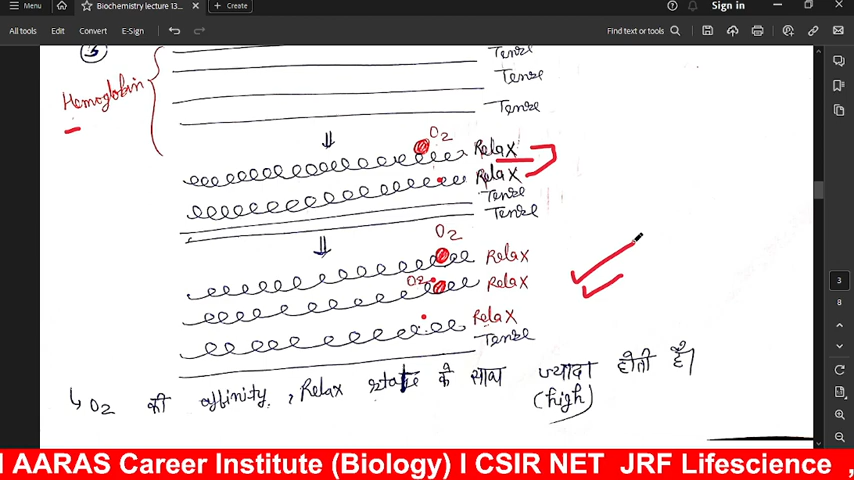 Menu
Biochemistry lecture 13...
+ Create
Sign in
All tools
Edit
Convert
E-Sign
Find text or tools
Tense
Tense
Hemoglobin
Tense
O2
Relax
Relax
Tense
Tense
O2
Relax
O2
Relax
Relax
Tense
3
8
↳ O2 की affinity, Relax state के साथ ज्यादा होती है।
(high)
I AARAS Career Institute (Biology) I CSIR NET JRF Lifescience ,